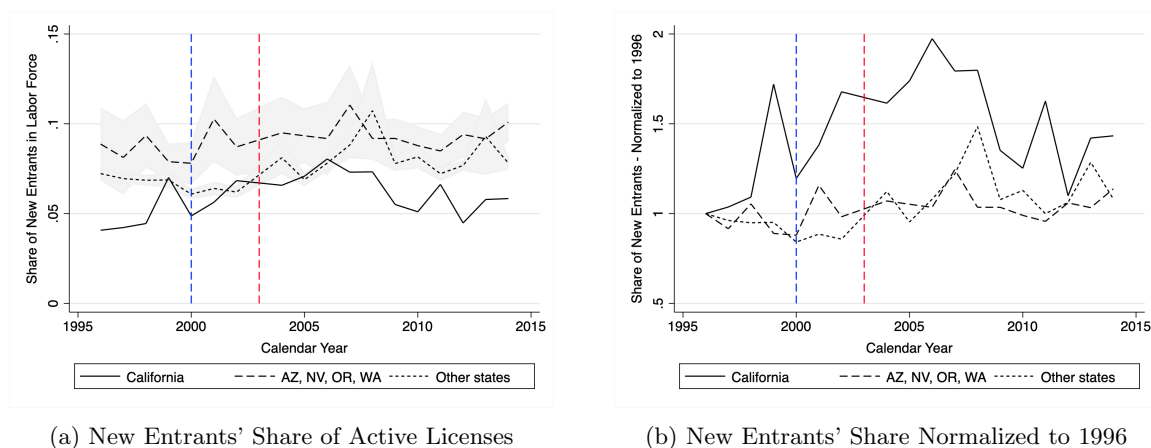 Share of New Entrants in Labor Force
.15
.1
.05
0
1995
2000
2005
2010
2015
Calendar Year
California
AZ, NV, OR, WA
Other states
(a) New Entrants' Share of Active Licenses
Share of New Entrants - Normalized to 1996
2
1.5
1
.5
1995
2000
2005
2010
2015
Calendar Year
California
AZ, NV, OR, WA
Other states
(b) New Entrants' Share Normalized to 1996